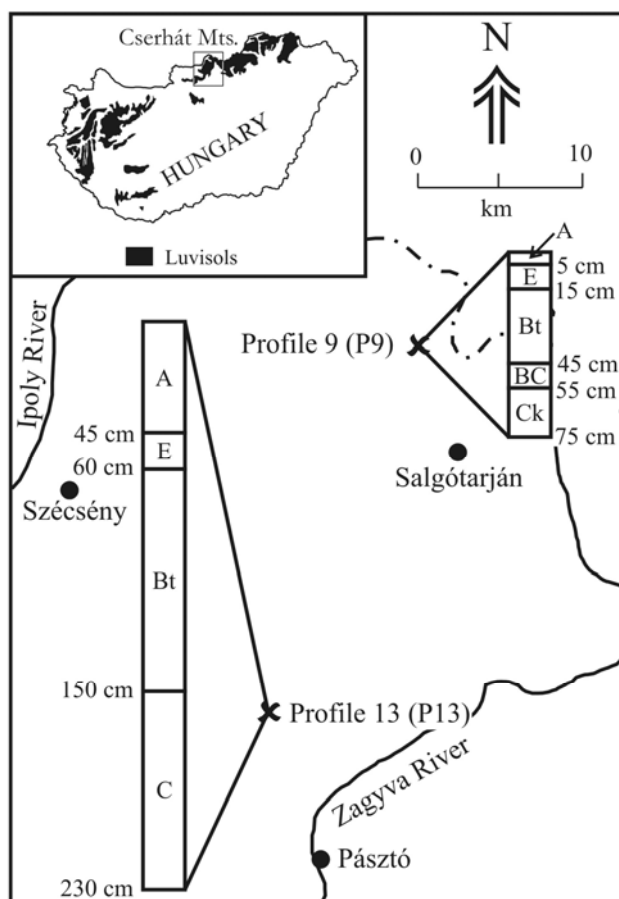 Cserhát Mts.
HUNGARY
Luvisols
N
0
10
km
A
5 cm
E
15 cm
Bt
45 cm
BC
55 cm
Ck
75 cm
Profile 9 (P9)
Salgótarján
Ipoly River
A
45 cm
E
60 cm
Szécsény
Bt
150 cm
Profile 13 (P13)
C
Zagyva River
Pásztó
230 cm